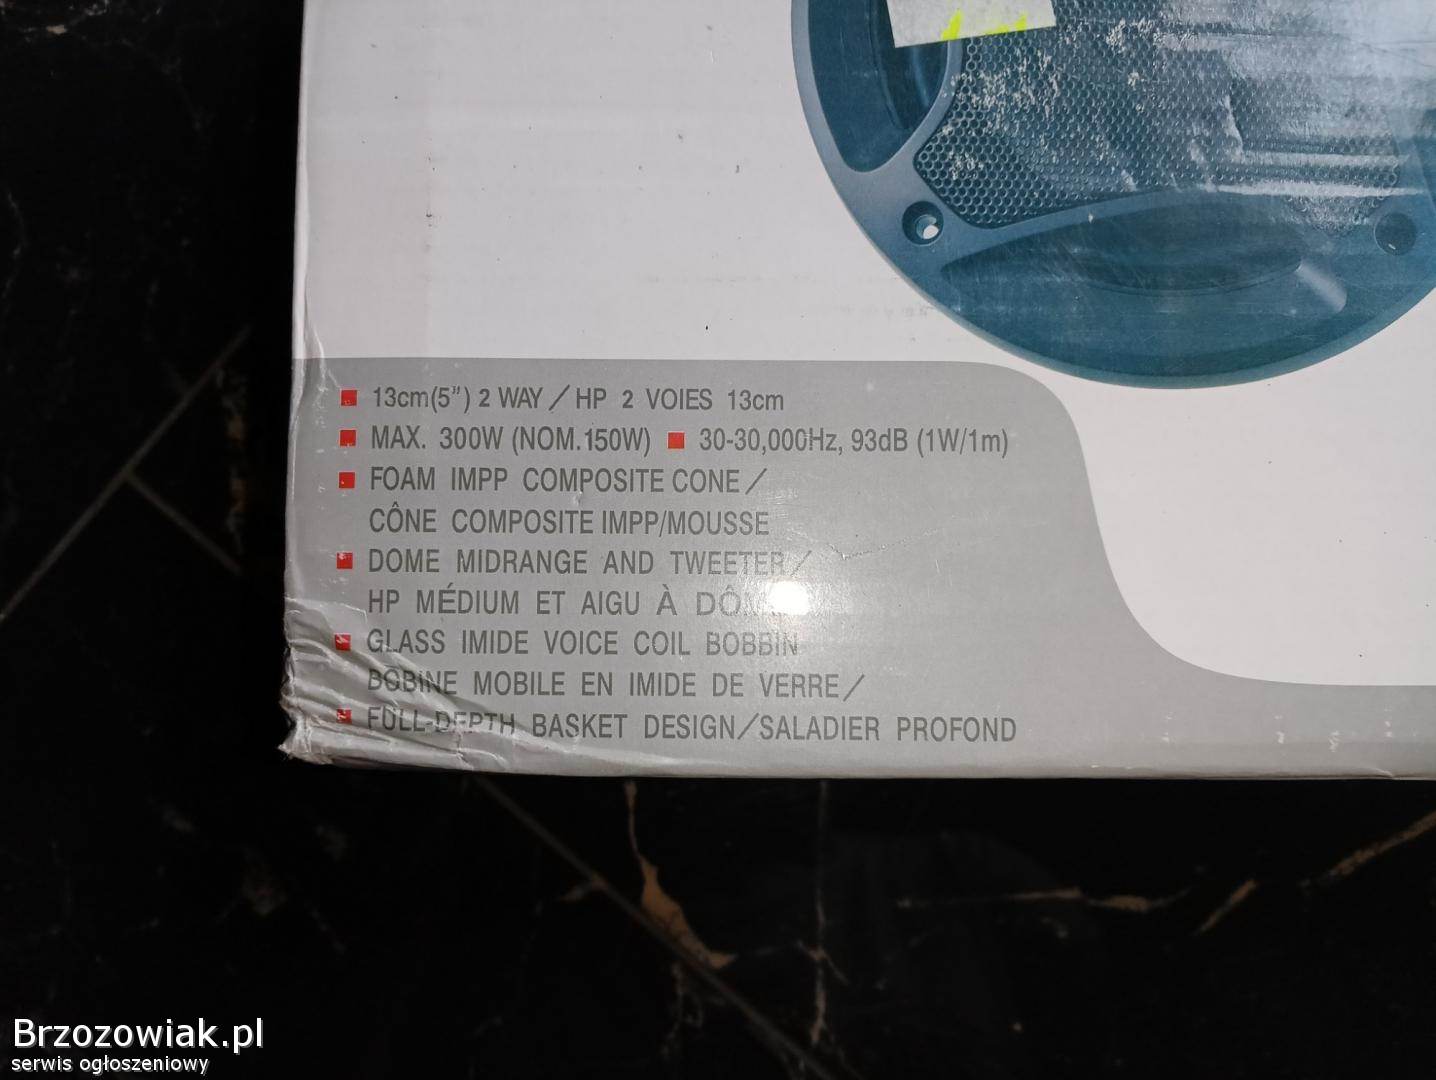 13cm(5") 2 WAY / HP 2 VOIES 13cm
MAX. 300W (NOM.150W) 30-30,000Hz, 93dB (1W/1m)
FOAM IMPP COMPOSITE CONE /
CÔNE COMPOSITE IMPP/MOUSSE
DOME MIDRANGE AND TWEETER /
HP MÉDIUM ET AIGU À
GLASS IMIDE VOICE COIL BOBBIN
BOBINE MOBILE EN IMIDE DE VERRE /
FULL-DEPTH BASKET DESIGN/SALADIER PROFOND
Brzozowiak.pl
serwis ogłoszeniowy